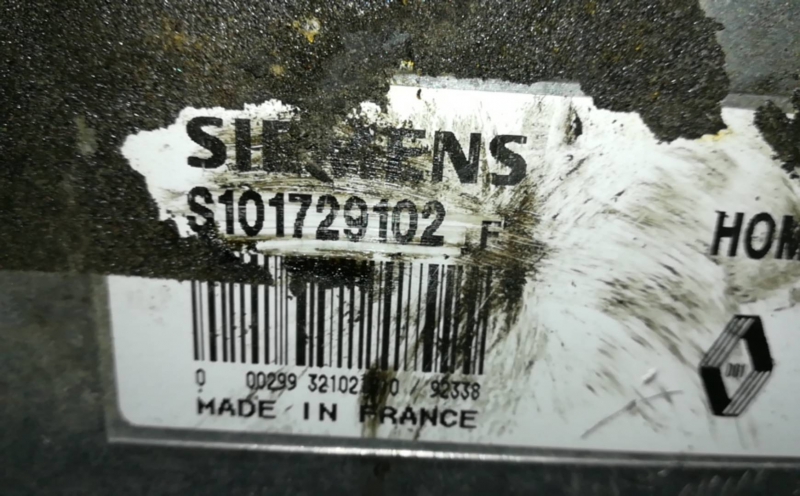 SIEMENS
S101729102 F
HOM
0 00299 / 92338
MADE IN FRANCE